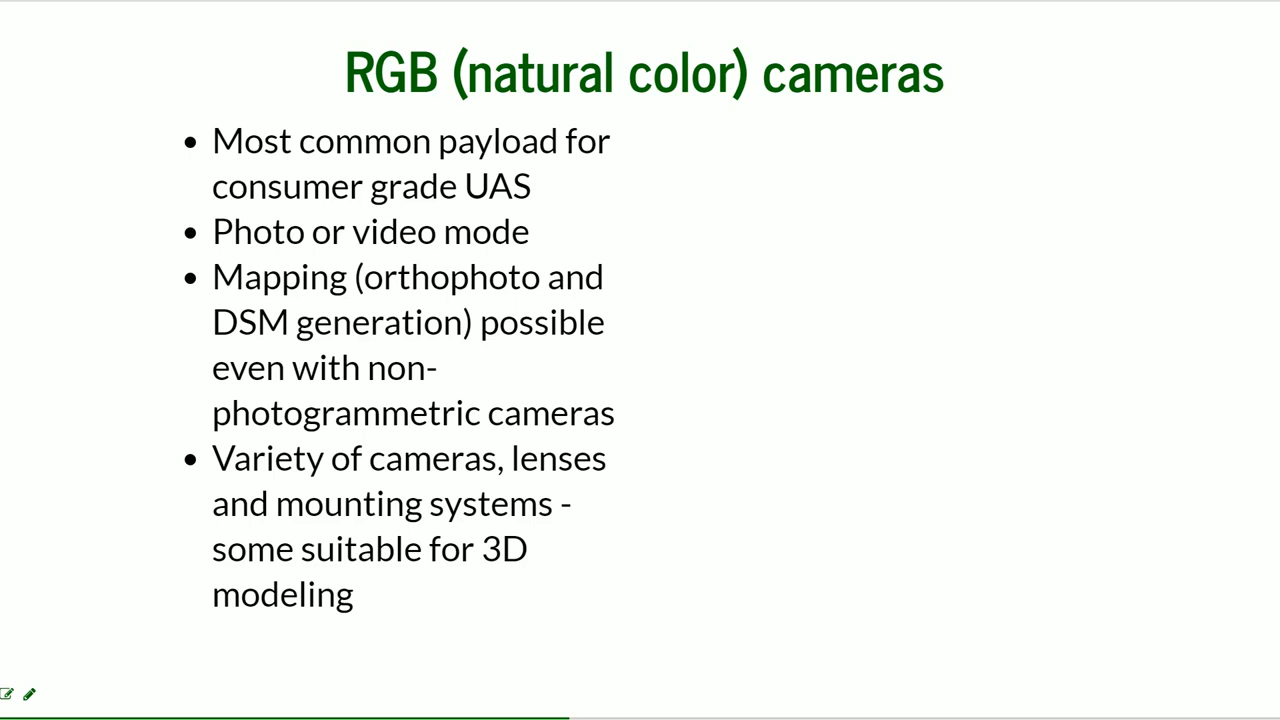 RGB (natural color) cameras
• Most common payload for
consumer grade UAS
• Photo or video mode
• Mapping (orthophoto and
DSM generation) possible
even with non-
photogrammetric cameras
• Variety of cameras, lenses
and mounting systems -
some suitable for 3D
modeling